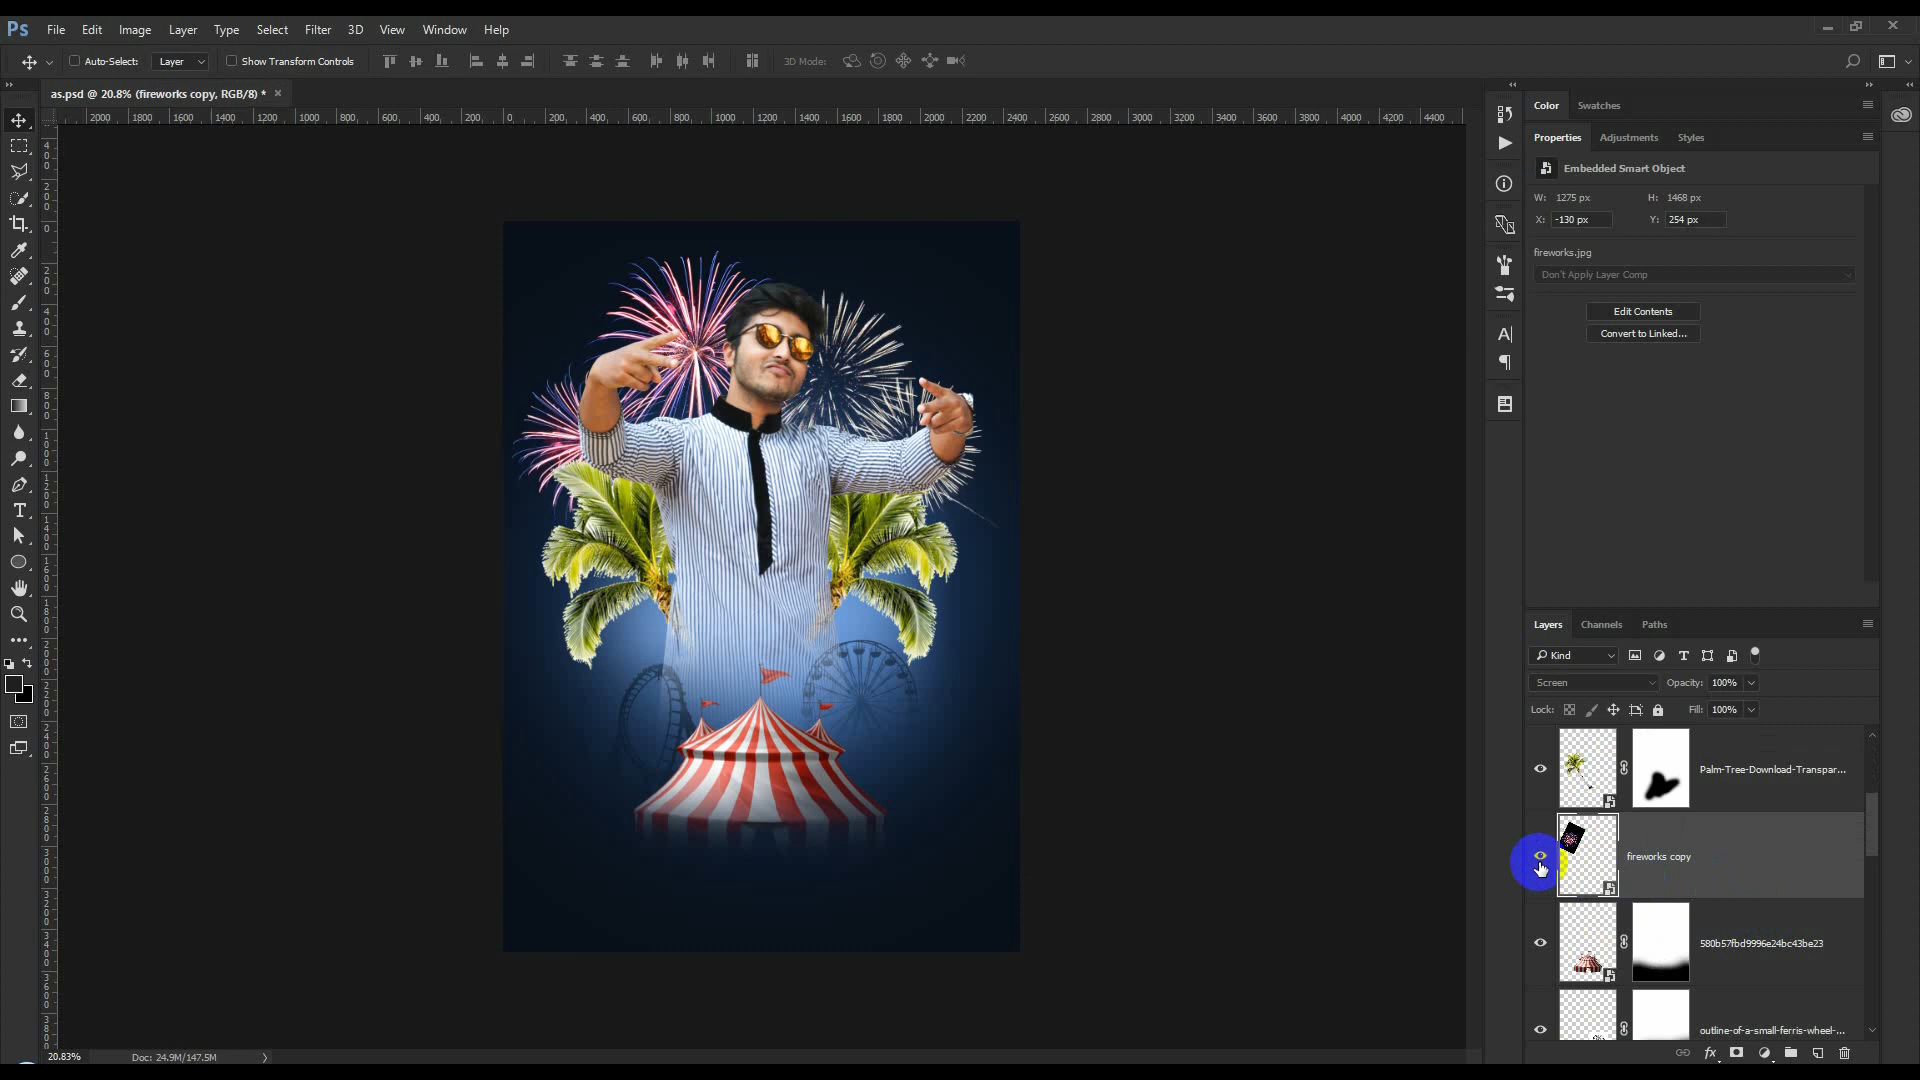 Ps File Edit Image Layer Type Select Filter 3D View Window Help
Auto-Select: Layer Show Transform Controls 3D Mode:
as.psd @ 20.8% (fireworks copy, RGB/8) * ×
2000 1800 1600 1400 1200 1000 800 600 400 200 0 200 400 600 800 1000 1200 1400 1600 1800 2000 2200 2400 2600 2800 3000 3200 3400 3600 3800 4000 4200 4400
Color Swatches
Properties Adjustments Styles
Embedded Smart Object
W: 1275 px H: 1468 px
X: -130 px Y: 254 px
fireworks.jpg
Don't Apply Layer Comp
Edit Contents
Convert to Linked...
Layers Channels Paths
Kind
Screen Opacity: 100%
Lock: Fill: 100%
Palm-Tree-Download-Transpar...
fireworks copy
580b57fbd9996e24bc43be23
outline-of-a-small-ferris-wheel-...
20.83% Doc: 24.9M/147.5M